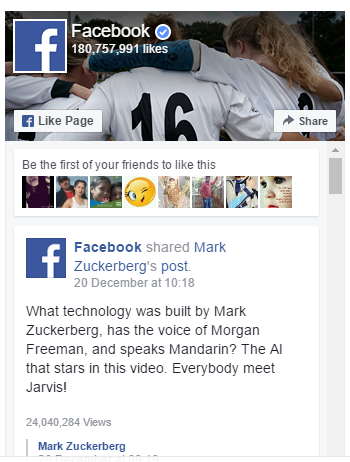 Facebook
180,757,991 likes
16
Like Page
Share
Be the first of your friends to like this
Facebook shared Mark
Zuckerberg's post.
20 December at 10:18
What technology was built by Mark
Zuckerberg, has the voice of Morgan
Freeman, and speaks Mandarin? The AI
that stars in this video. Everybody meet
Jarvis!
24,040,284 Views
Mark Zuckerberg